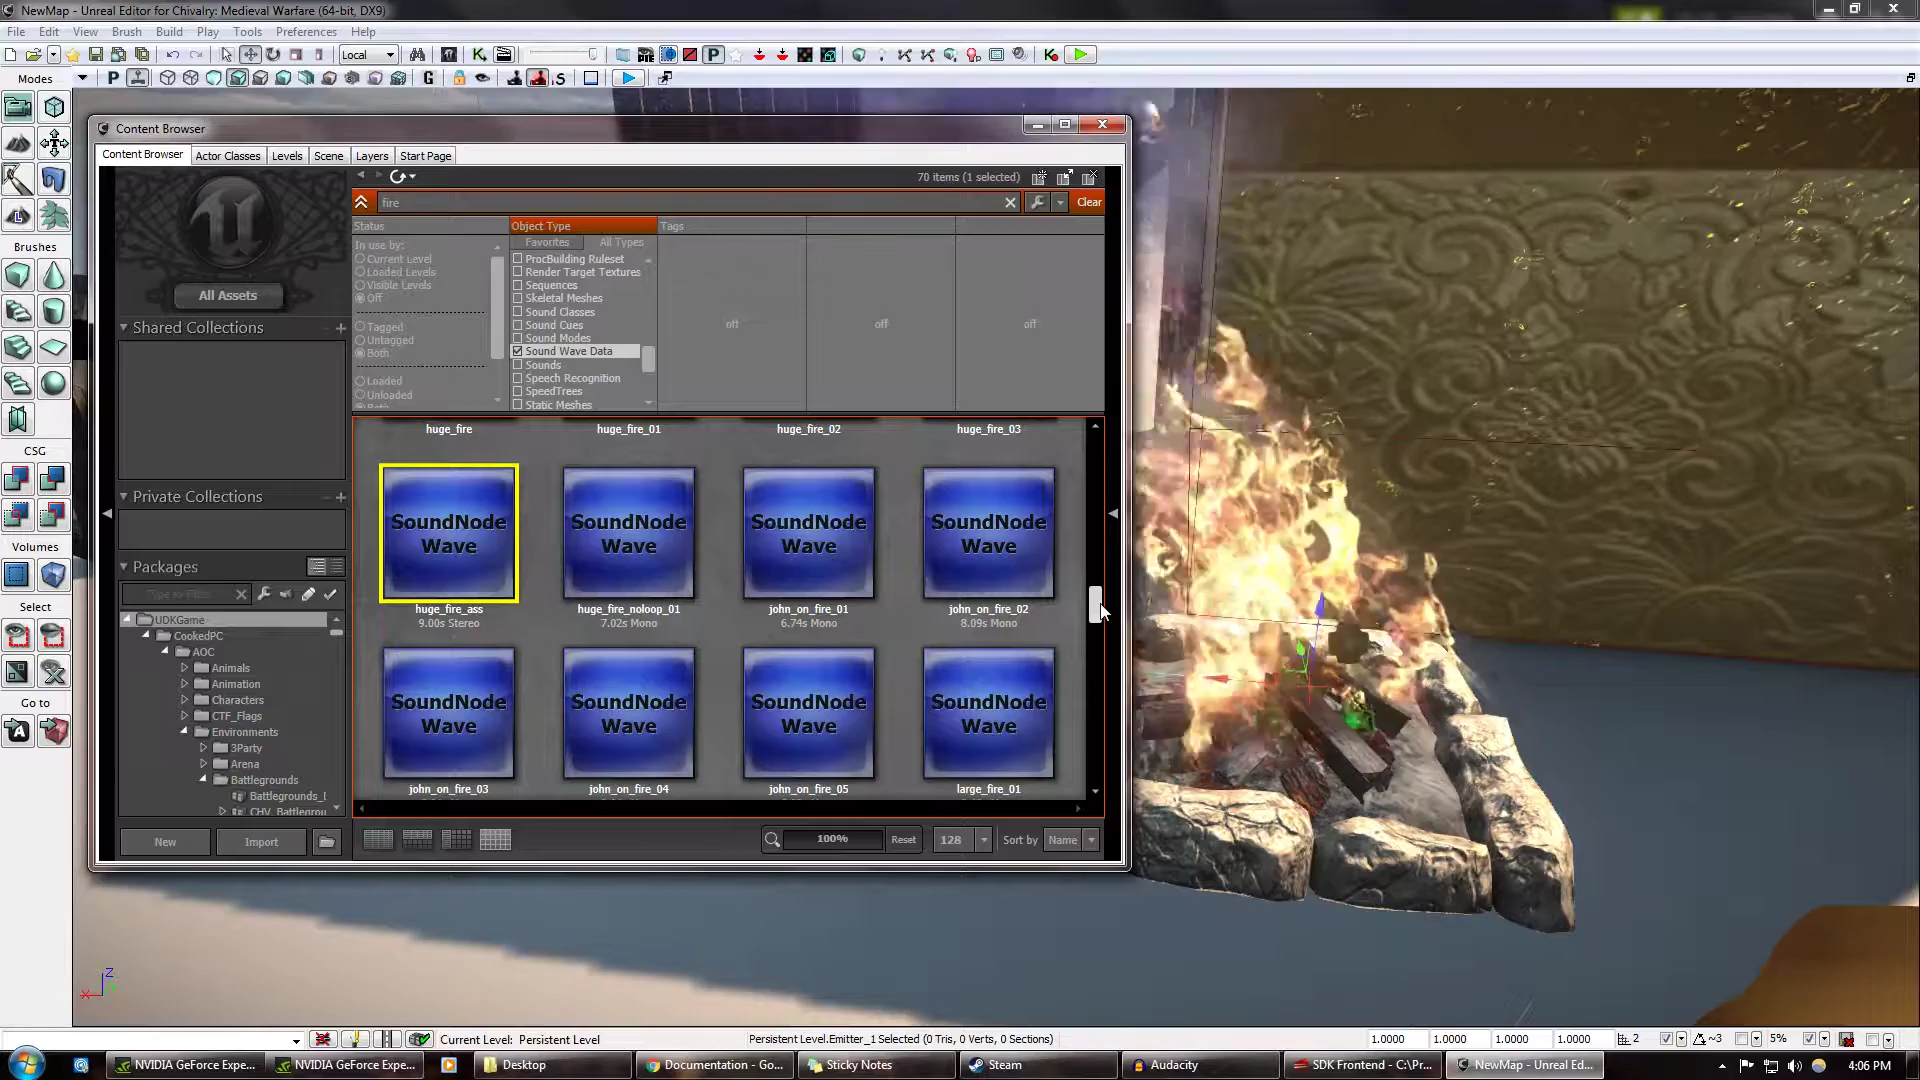 NewMap - Unreal Editor for Chivalry: Medieval Warfare (64-bit, DX9)
File Edit View Brush Build Play Tools Preferences Help
Local
Modes
Content Browser
Content Browser Actor Classes Levels Scene Layers Start Page
70 items (1 selected)
fire
Clear
Status
Object Type
Tags
In use by:
Current Level
Loaded Levels
Visible Levels
Off
Tagged
Untagged
Both
Loaded
Unloaded
Favorites All Types
ProcBuilding Ruleset
Render Target Textures
Sequences
Skeletal Meshes
Sound Classes
Sound Cues
Sound Modes
Sound Wave Data
Sounds
Speech Recognition
SpeedTrees
Static Meshes
off off off
All Assets
Shared Collections
Private Collections
Packages
Type to Filter
UDKGame
CookedPC
AOC
Animals
Animation
Characters
CTF_Flags
Environments
3Party
Arena
Battlegrounds
Battlegrounds_I
CHV_Battlegrou
New Import
huge_fire huge_fire_01 huge_fire_02 huge_fire_03
SoundNode Wave
SoundNode Wave
SoundNode Wave
SoundNode Wave
huge_fire_ass huge_fire_noloop_01 john_on_fire_01 john_on_fire_02
9.00s Stereo 7.02s Mono 6.74s Mono 8.09s Mono
SoundNode Wave
SoundNode Wave
SoundNode Wave
SoundNode Wave
john_on_fire_03 john_on_fire_04 john_on_fire_05 large_fire_01
100% Reset 128 Sort by Name
Brushes
CSG
Volumes
Select
Go to
Z
X
Current Level: Persistent Level
Persistent Level.Emitter_1 Selected (0 Tris, 0 Verts, 0 Sections)
1.0000 1.0000 1.0000 1.0000 2 ~3 5%
NVIDIA GeForce Expe...
NVIDIA GeForce Expe...
Desktop
Documentation - Go...
Sticky Notes
Steam
Audacity
SDK Frontend - C:\Pr...
NewMap - Unreal Ed...
4:06 PM